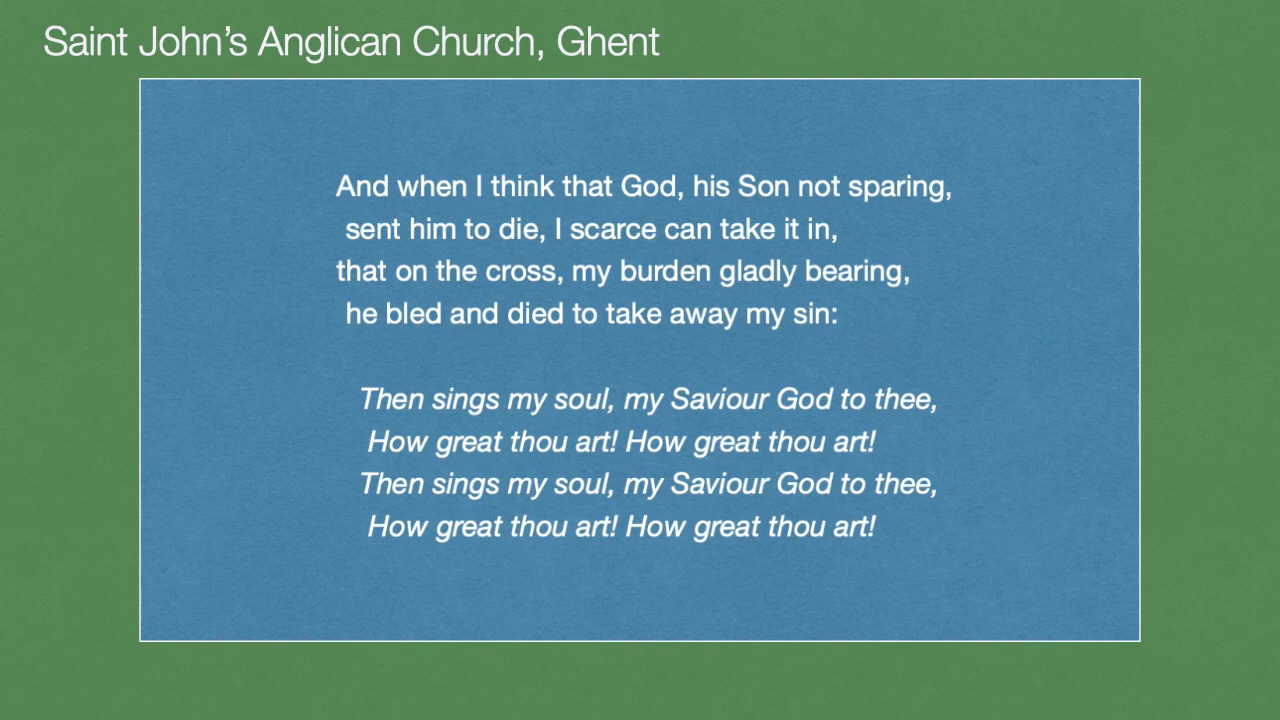 Saint John’s Anglican Church, Ghent
And when I think that God, his Son not sparing,
sent him to die, I scarce can take it in,
that on the cross, my burden gladly bearing,
he bled and died to take away my sin:
Then sings my soul, my Saviour God to thee,
How great thou art! How great thou art!
Then sings my soul, my Saviour God to thee,
How great thou art! How great thou art!